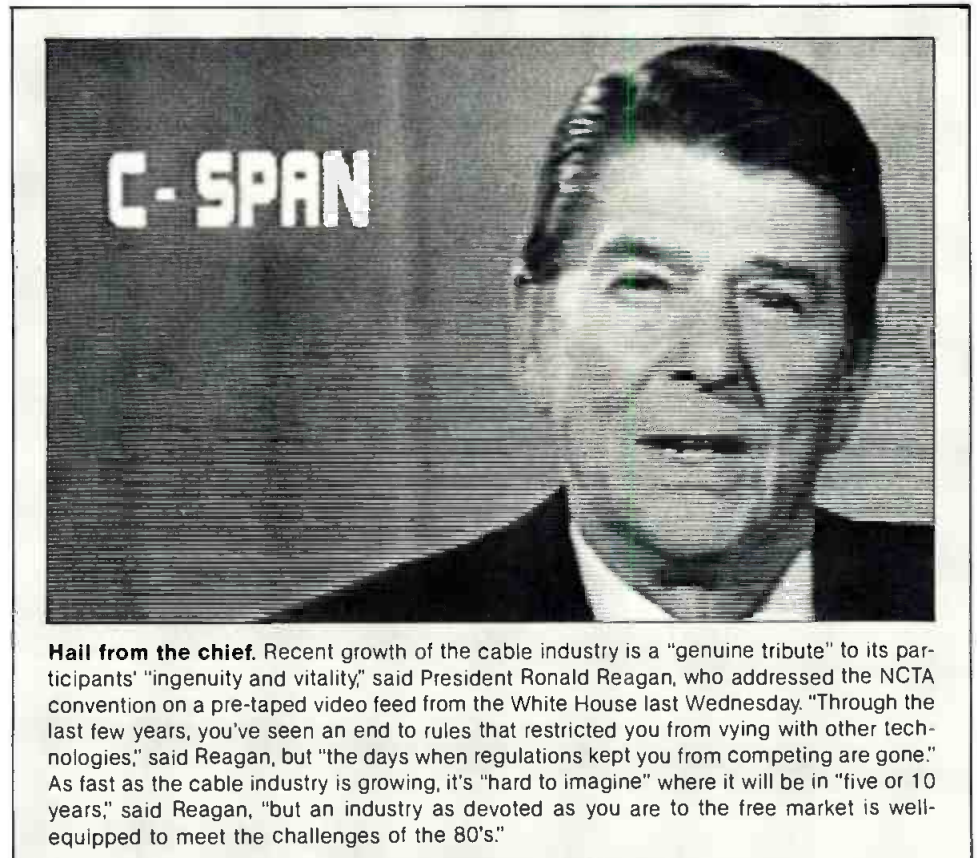 C-SPAN
Hail from the chief. Recent growth of the cable industry is a "genuine tribute" to its par-
ticipants' "ingenuity and vitality," said President Ronald Reagan, who addressed the NCTA
convention on a pre-taped video feed from the White House last Wednesday. "Through the
last few years, you've seen an end to rules that restricted you from vying with other tech-
nologies," said Reagan, but "the days when regulations kept you from competing are gone."
As fast as the cable industry is growing, it's "hard to imagine" where it will be in "five or 10
years," said Reagan, "but an industry as devoted as you are to the free market is well-
equipped to meet the challenges of the 80's."